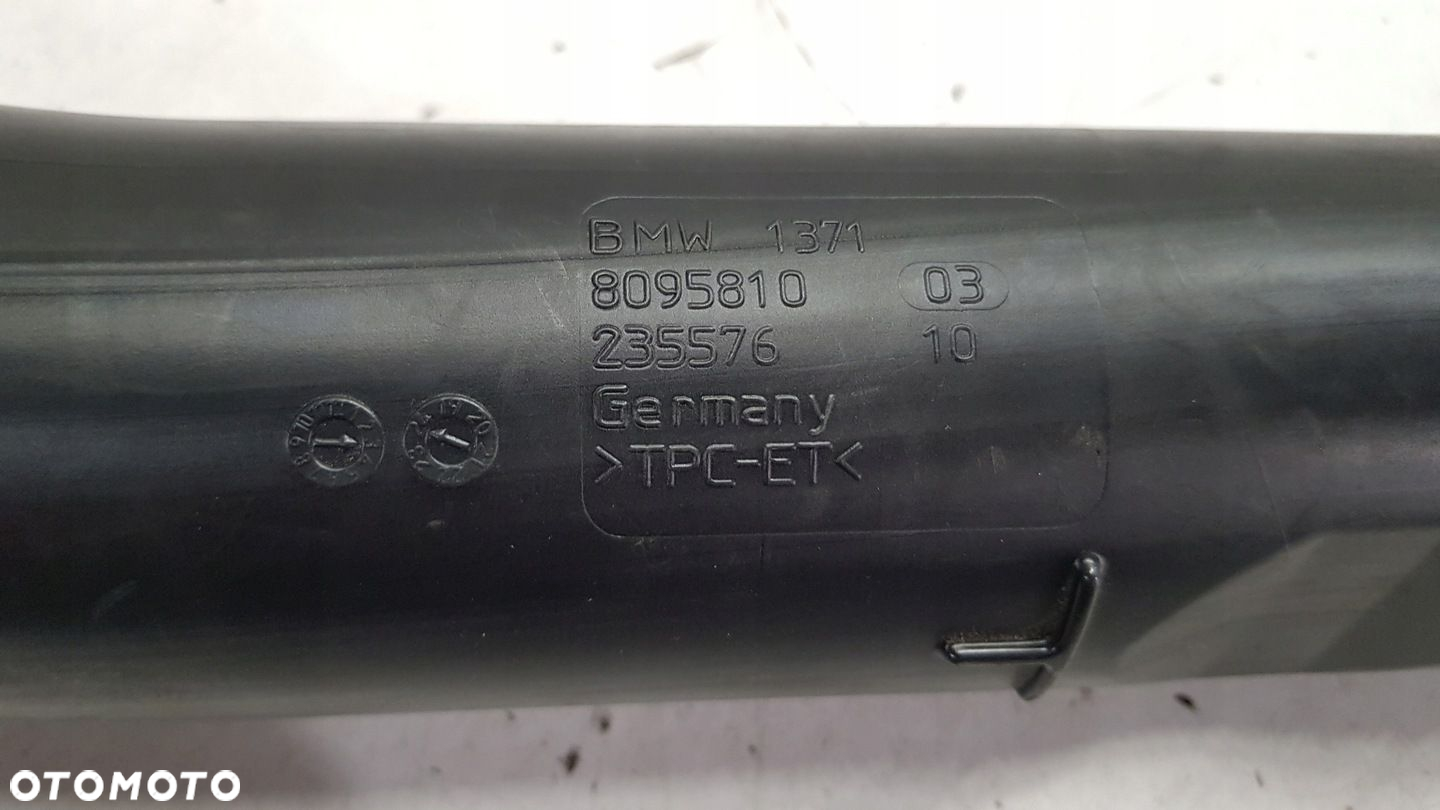 BMW 1371
8095810 03
235576 10
Germany
>TPC-ET<
OTOMOTO